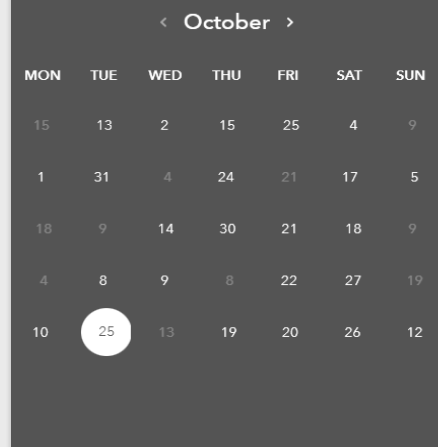 ‹ October ›
MON TUE WED THU FRI SAT SUN
15 13 2 15 25 4 9
1 31 4 24 21 17 5
18 9 14 30 21 18 9
4 8 9 8 22 27 19
10 25 13 19 20 26 12